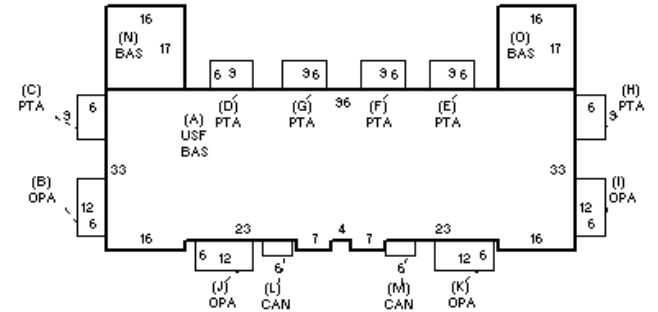 16
(N)
BAS
17
16
(O)
BAS
17
6 9
9 6
9 6
9 6
(C)
PTA
9
6
(D)
PTA
(G)
PTA
96
(F)
PTA
(E)
PTA
6
9
(H)
PTA
(A)
USF
BAS
33
33
(B)
OPA
12
6
(I)
OPA
12
6
16
23
7
4
7
23
16
6 12
6
6
12 6
(J)
OPA
(L)
CAN
(M)
CAN
(K)
OPA